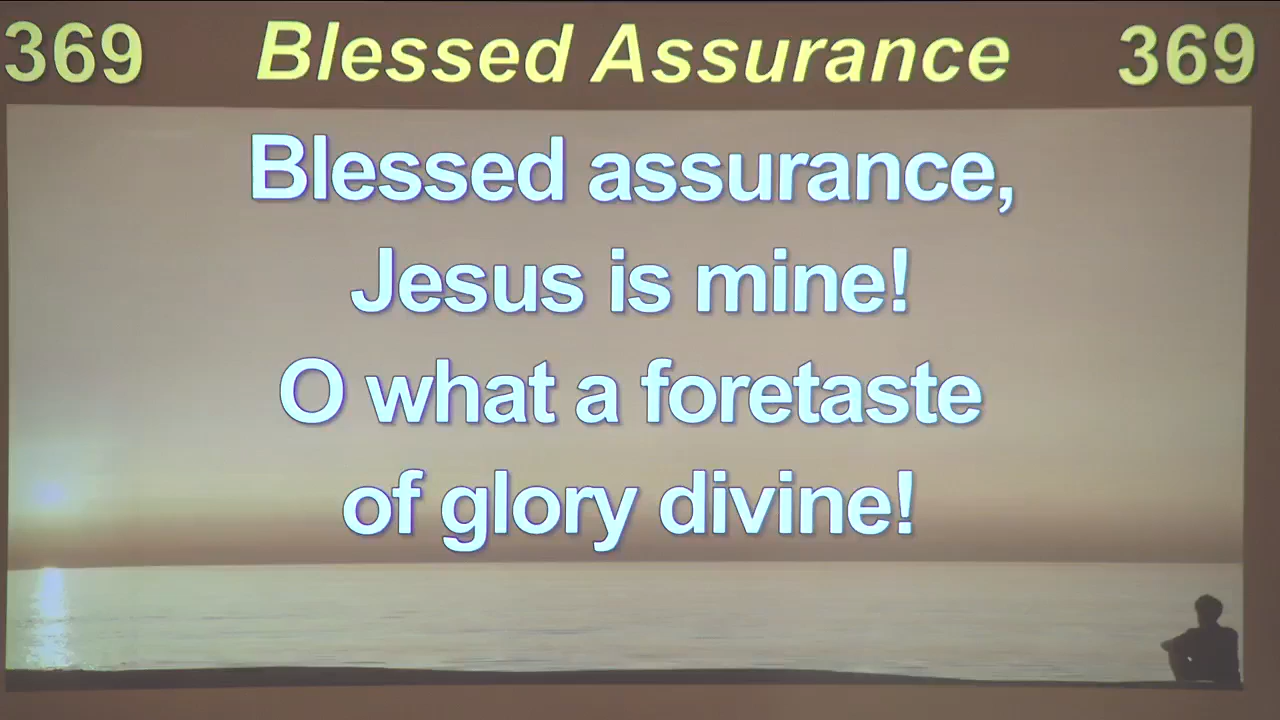 369 Blessed Assurance 369
Blessed assurance,
Jesus is mine!
O what a foretaste
of glory divine!